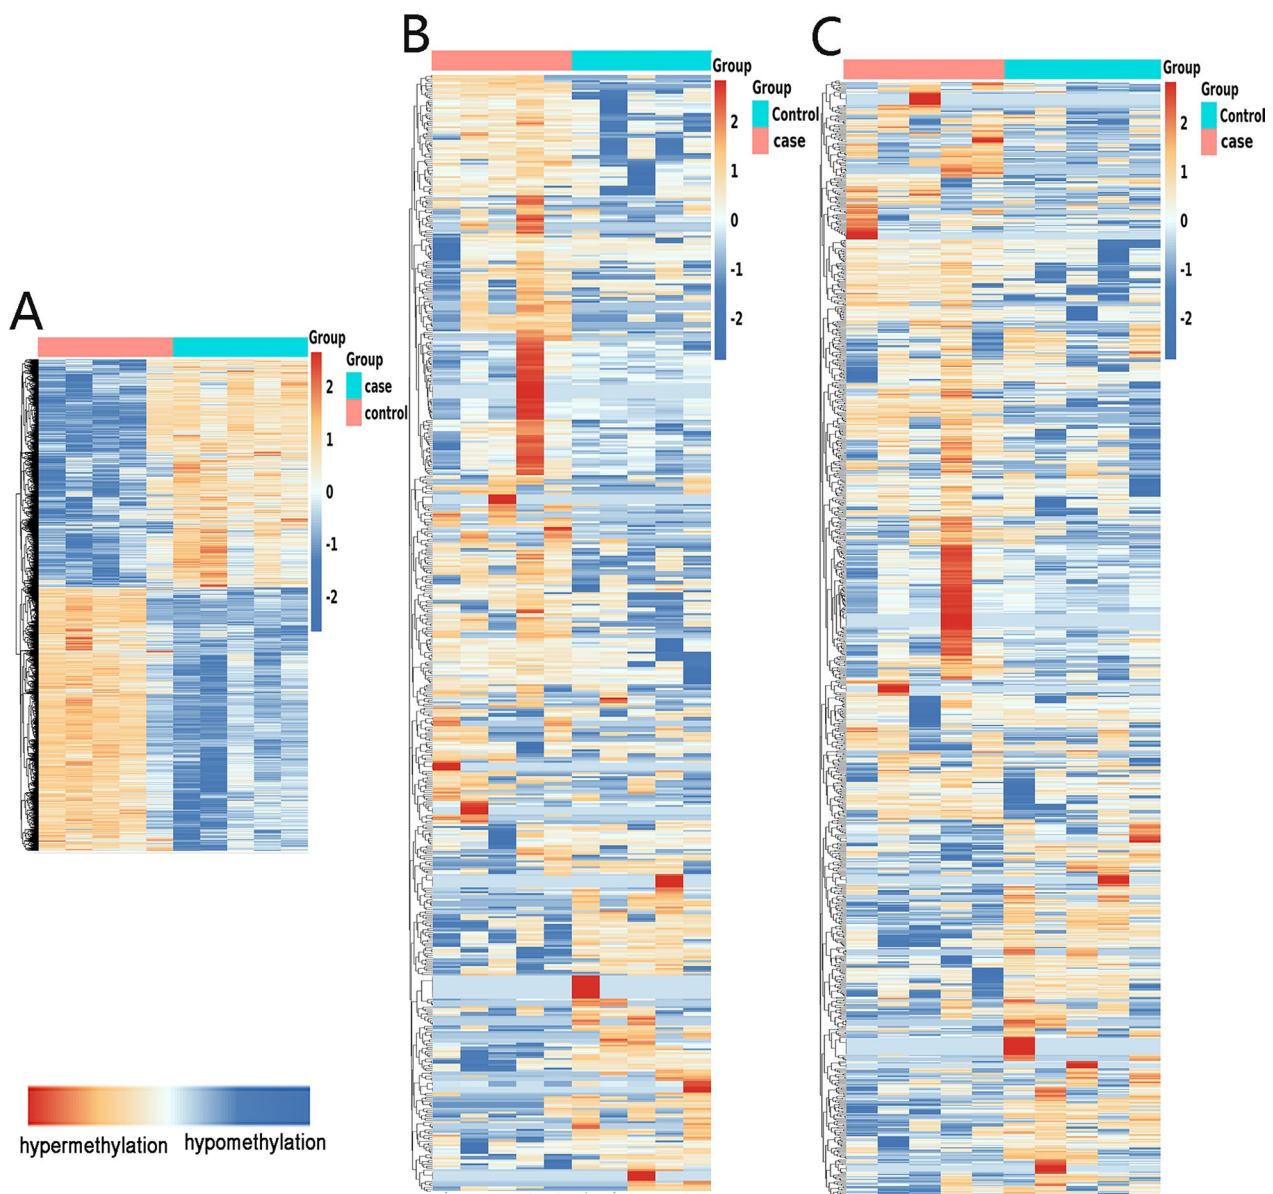 A
Group
2
1
0
-1
-2
Group
case
control
hypermethylation
hypomethylation
B
Group
2
1
0
-1
-2
Group
Control
case
C
Group
2
1
0
-1
-2
Group
Control
case